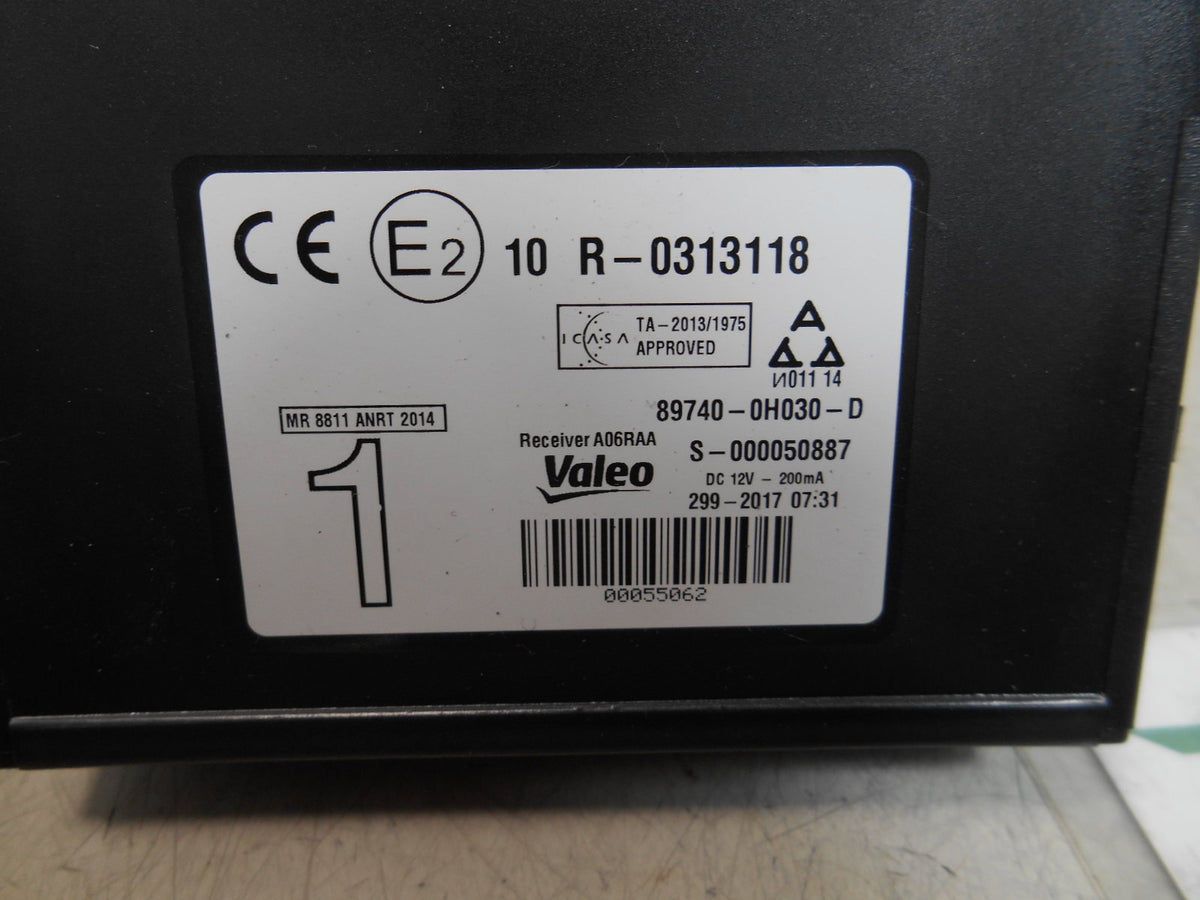 CE E2 10 R-0313118
ICASA TA-2013/1975
APPROVED
A
A A
И011 14
MR 8811 ANRT 2014
89740-0H030-D
1
Receiver A06RAA
S-000050887
Valeo
DC 12V - 200mA
299-2017 07:31
00055062